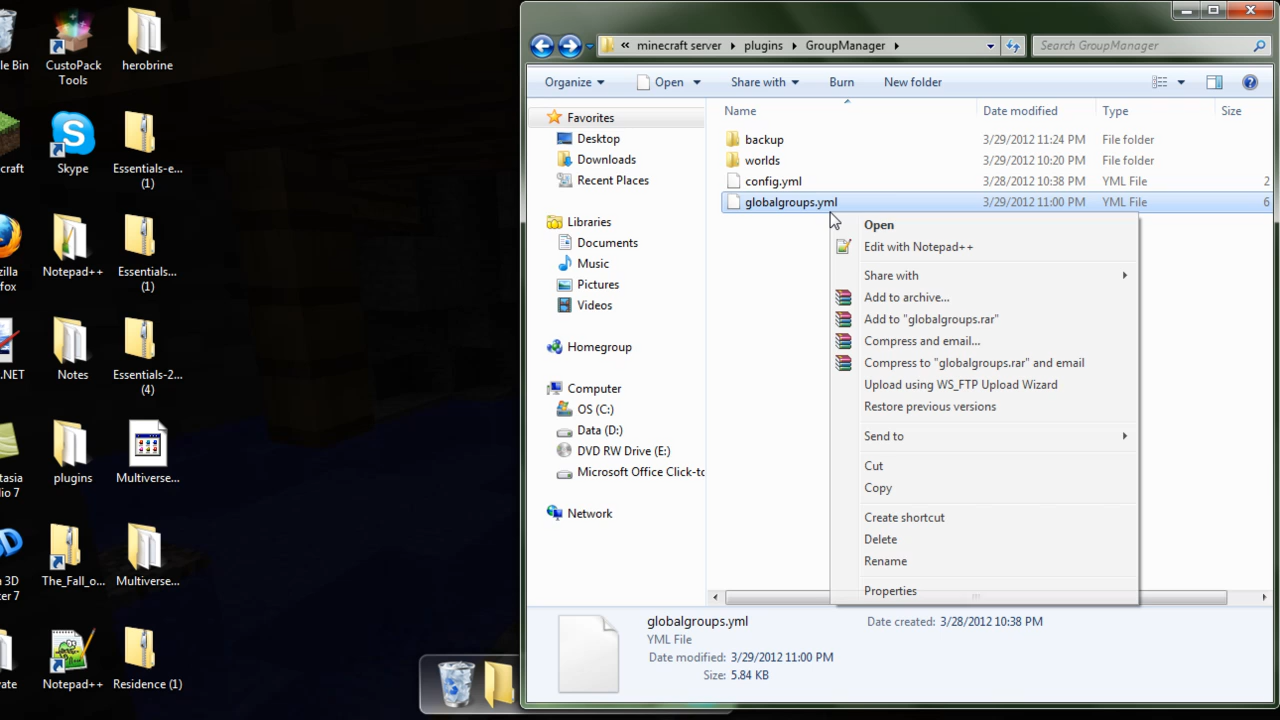 le Bin
CustoPack
Tools
herobrine
craft
Skype
Essentials-e...
(1)
zilla
fox
Notepad++
Essentials...
(1)
.NET
Notes
Essentials-2...
(4)
tasia
io 7
plugins
Multiverse...
3D
ter 7
The_Fall_o...
Multiverse...
vate
Notepad++
Residence (1)
« minecraft server ▸ plugins ▸ GroupManager ▸
Search GroupManager
Organize ▼ Open ▼ Share with ▼ Burn New folder
Name Date modified Type Size
Favorites
Desktop
Downloads
Recent Places
Libraries
Documents
Music
Pictures
Videos
Homegroup
Computer
OS (C:)
Data (D:)
DVD RW Drive (E:)
Microsoft Office Click-to
Network
backup 3/29/2012 11:24 PM File folder
worlds 3/29/2012 10:20 PM File folder
config.yml 3/28/2012 10:38 PM YML File 2
globalgroups.yml 3/29/2012 11:00 PM YML File 6
Open
Edit with Notepad++
Share with
Add to archive...
Add to "globalgroups.rar"
Compress and email...
Compress to "globalgroups.rar" and email
Upload using WS_FTP Upload Wizard
Restore previous versions
Send to
Cut
Copy
Create shortcut
Delete
Rename
Properties
globalgroups.yml Date created: 3/28/2012 10:38 PM
YML File
Date modified: 3/29/2012 11:00 PM
Size: 5.84 KB